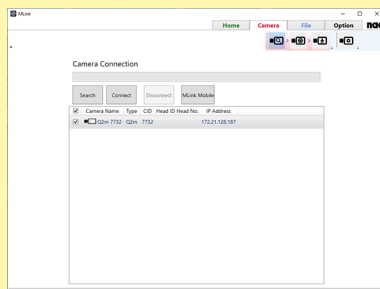 MLink
Home Camera File Option nac
Camera Connection
Search Connect Disconnect MLink Mobile
Camera Name Type CID Head ID Head No. IP Address
Q2m 7732 Q2m 7732 172.21.128.187